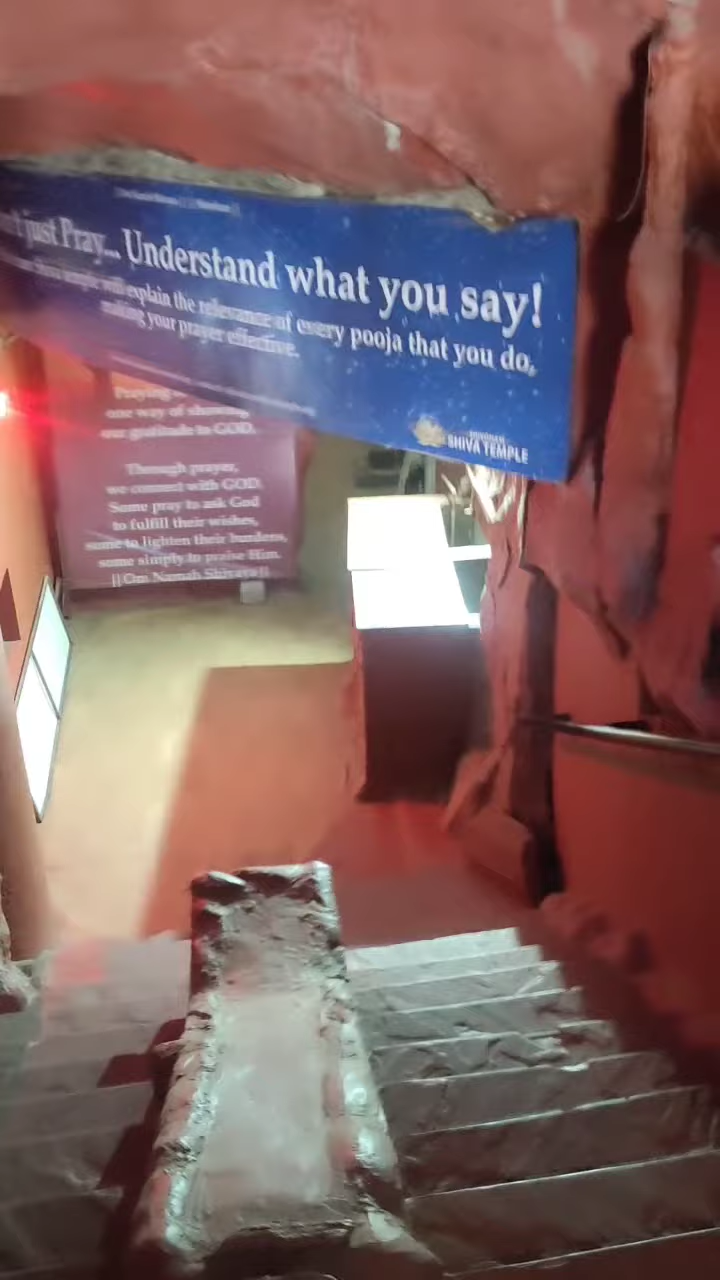 just Pray... Understand what you say!
explain the relevance of every pooja that you do,
making your prayer effective.
SHIVA TEMPLE
Praying
one way of showing
our gratitude to GOD.
Through prayer,
we connect with GOD.
Some pray to ask God
to fulfill their wishes,
some to lighten their burdens,
some simply to praise Him.
||Om Namah Shivaya||